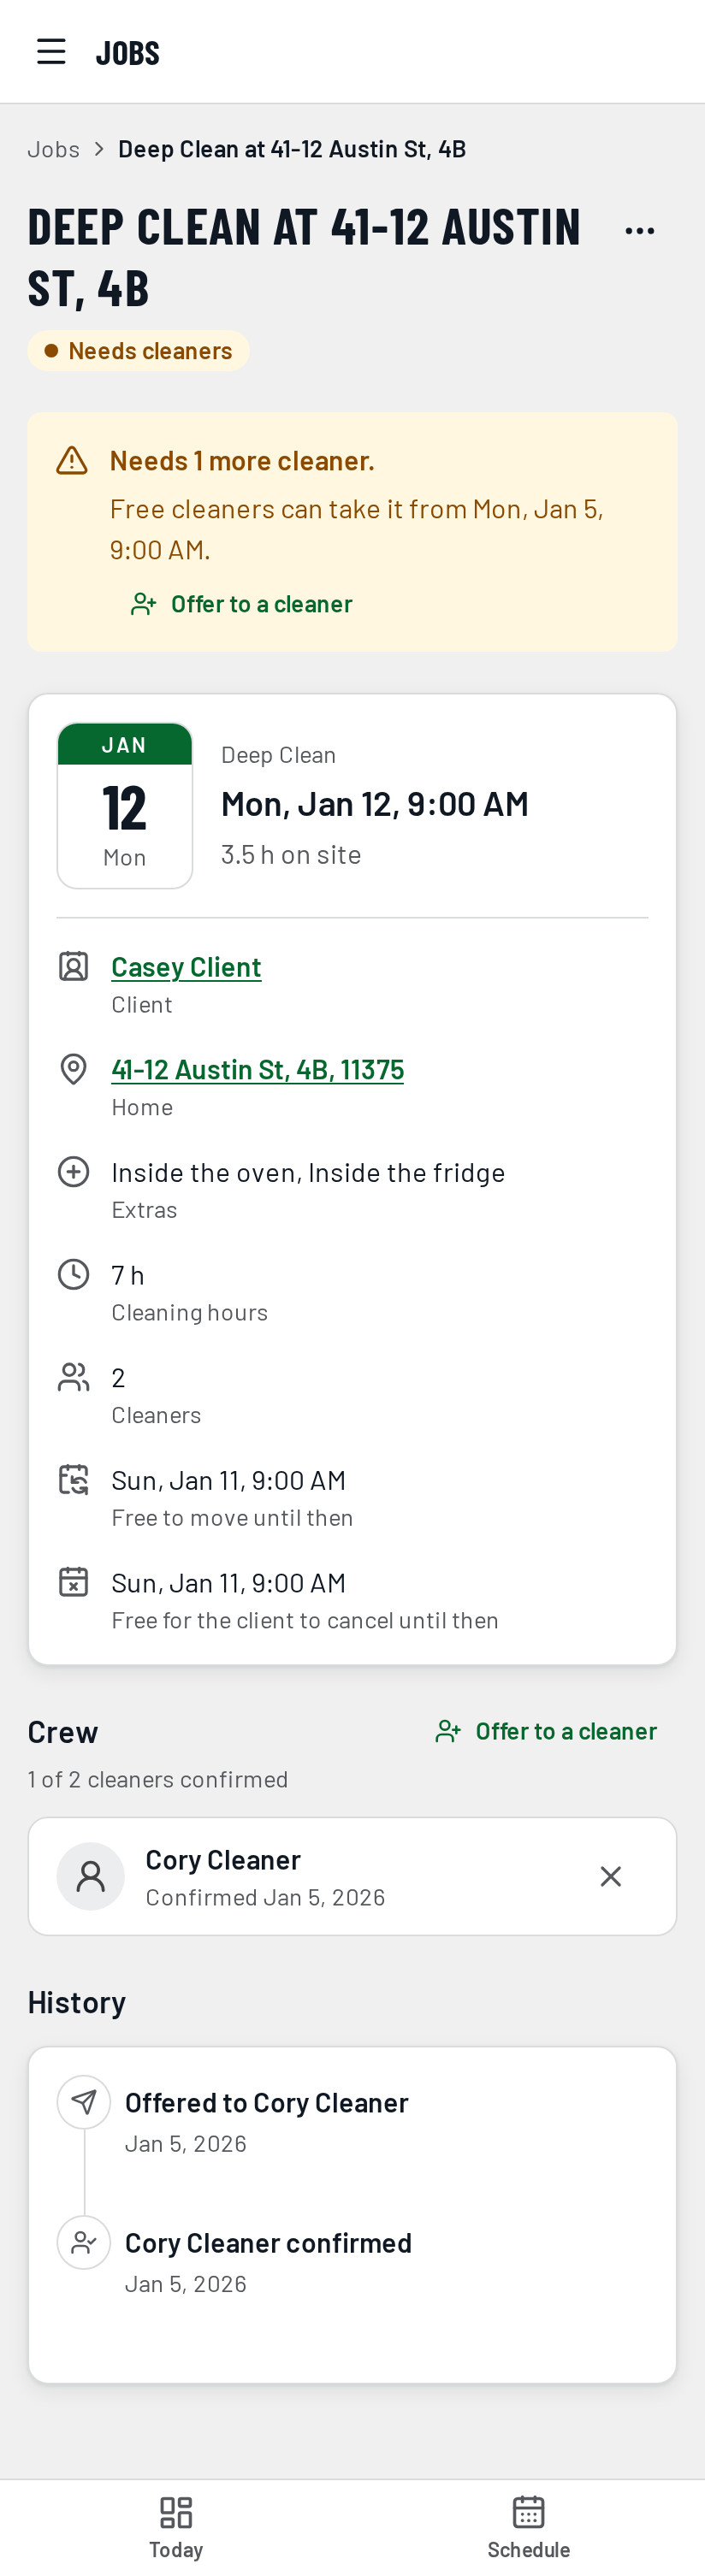 JOBS
Jobs > Deep Clean at 41-12 Austin St, 4B
DEEP CLEAN AT 41-12 AUSTIN
ST, 4B
Needs cleaners
Needs 1 more cleaner.
Free cleaners can take it from Mon, Jan 5,
9:00 AM.
Offer to a cleaner
JAN
12
Mon
Deep Clean
Mon, Jan 12, 9:00 AM
3.5 h on site
Casey Client
Client
41-12 Austin St, 4B, 11375
Home
Inside the oven, Inside the fridge
Extras
7 h
Cleaning hours
2
Cleaners
Sun, Jan 11, 9:00 AM
Free to move until then
Sun, Jan 11, 9:00 AM
Free for the client to cancel until then
Crew
Offer to a cleaner
1 of 2 cleaners confirmed
Cory Cleaner
Confirmed Jan 5, 2026
History
Offered to Cory Cleaner
Jan 5, 2026
Cory Cleaner confirmed
Jan 5, 2026
Today
Schedule